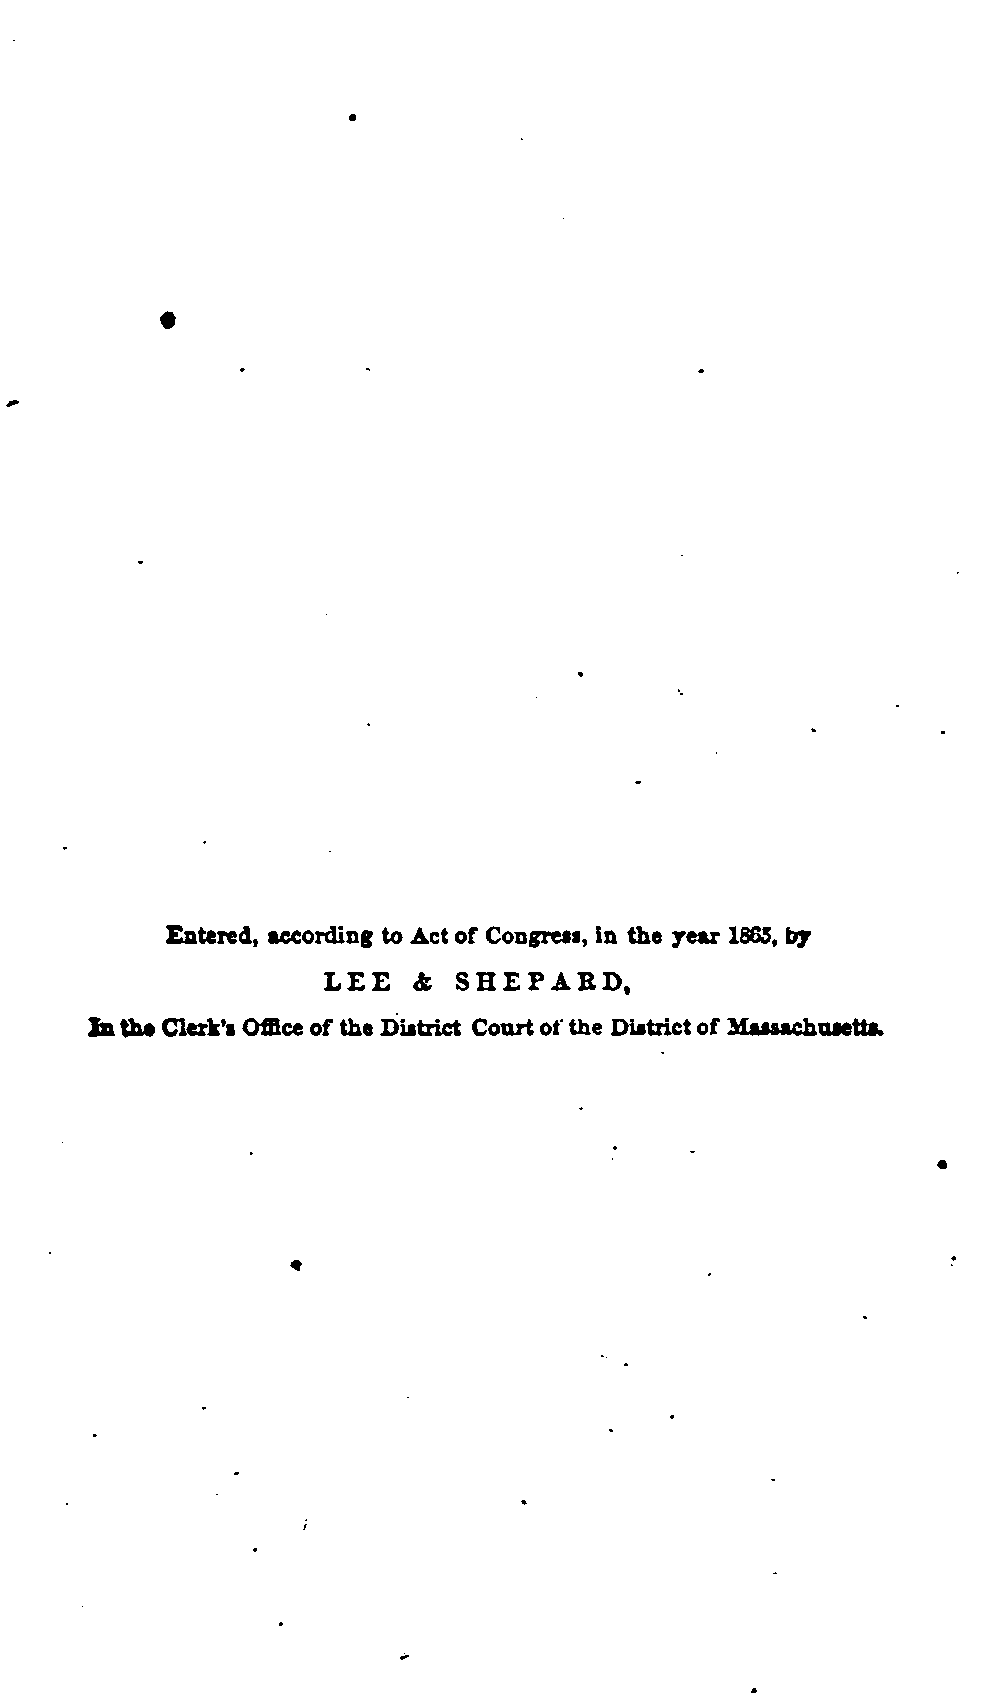 Entered, according to Act of Congress, in the year 1865, by
LEE & SHEPARD,
In the Clerk's Office of the District Court of the District of Massachusetts.